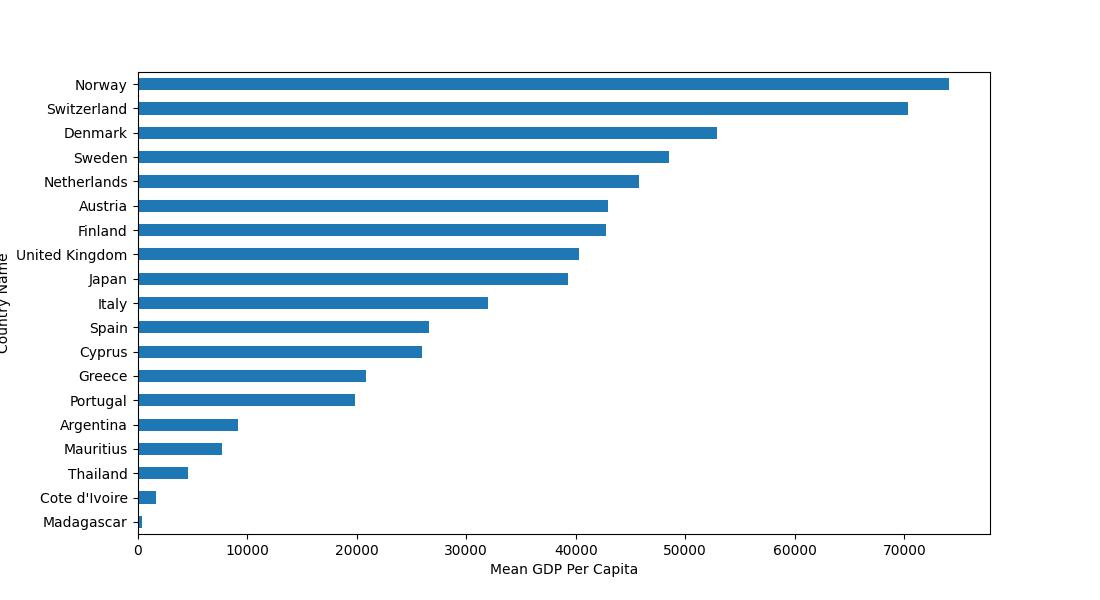 Norway
Switzerland
Denmark
Sweden
Netherlands
Austria
Finland
United Kingdom
Japan
Italy
Spain
Cyprus
Greece
Portugal
Argentina
Mauritius
Thailand
Cote d'Ivoire
Madagascar
Country Name
0 10000 20000 30000 40000 50000 60000 70000
Mean GDP Per Capita